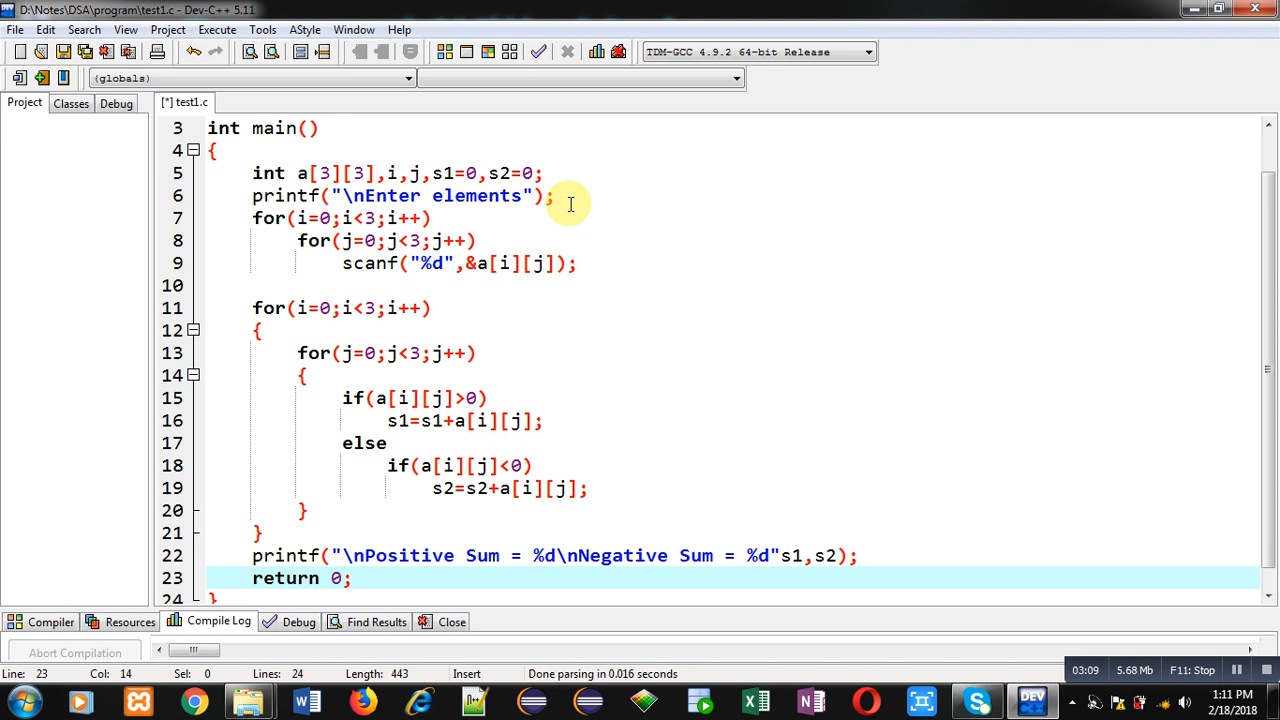 D:\Notes\DSA\program\test1.c - Dev-C++ 5.11
File Edit Search View Project Execute Tools AStyle Window Help
TDM-GCC 4.9.2 64-bit Release
(globals)
Project Classes Debug [*] test1.c
3 int main()
4 {
5 int a[3][3],i,j,s1=0,s2=0;
6 printf("\nEnter elements");
7 for(i=0;i<3;i++)
8 for(j=0;j<3;j++)
9 scanf("%d",&a[i][j]);
10
11 for(i=0;i<3;i++)
12 {
13 for(j=0;j<3;j++)
14 {
15 if(a[i][j]>0)
16 s1=s1+a[i][j];
17 else
18 if(a[i][j]<0)
19 s2=s2+a[i][j];
20 }
21 }
22 printf("\nPositive Sum = %d\nNegative Sum = %d"s1,s2);
23 return 0;
24 }
Compiler Resources Compile Log Debug Find Results Close
Abort Compilation
Line: 23 Col: 14 Sel: 0 Lines: 24 Length: 443 Insert Done parsing in 0.016 seconds
03:09 5.68 Mb F11: Stop
DEV
1:11 PM
2/18/2018